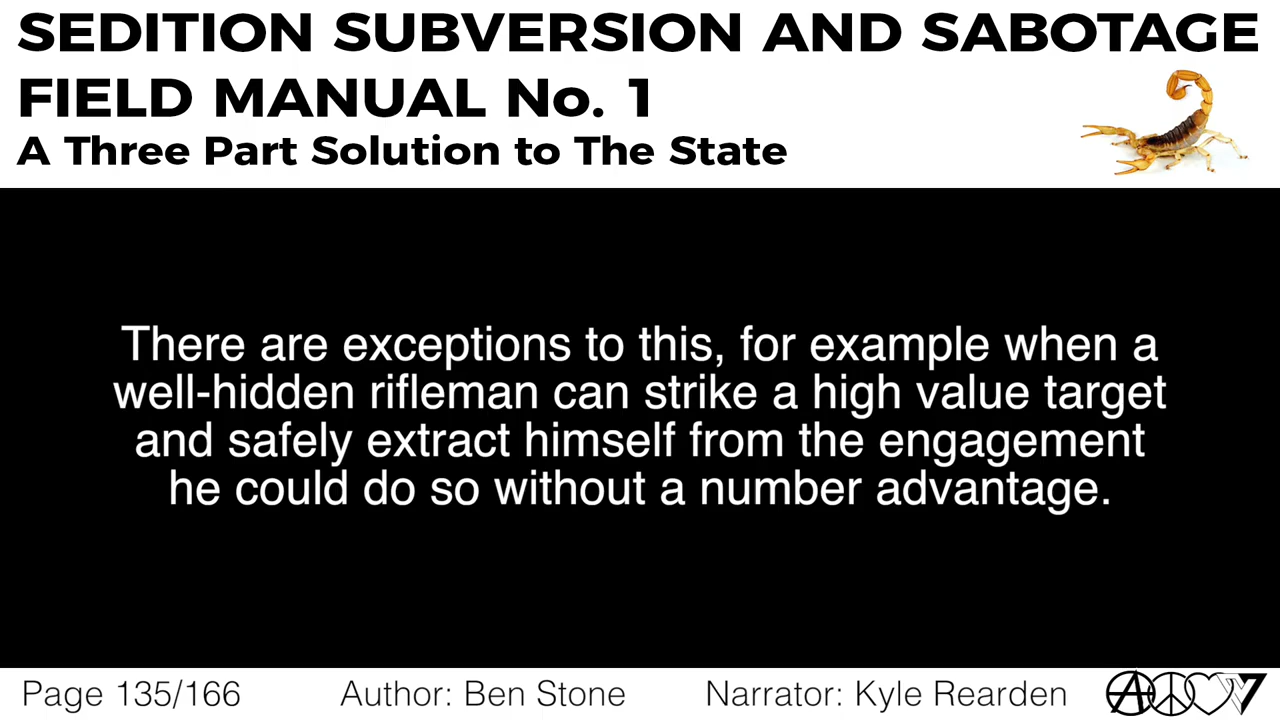 SEDITION SUBVERSION AND SABOTAGE
FIELD MANUAL No. 1
A Three Part Solution to The State
There are exceptions to this, for example when a
well-hidden rifleman can strike a high value target
and safely extract himself from the engagement
he could do so without a number advantage.
Page 135/166 Author: Ben Stone Narrator: Kyle Rearden